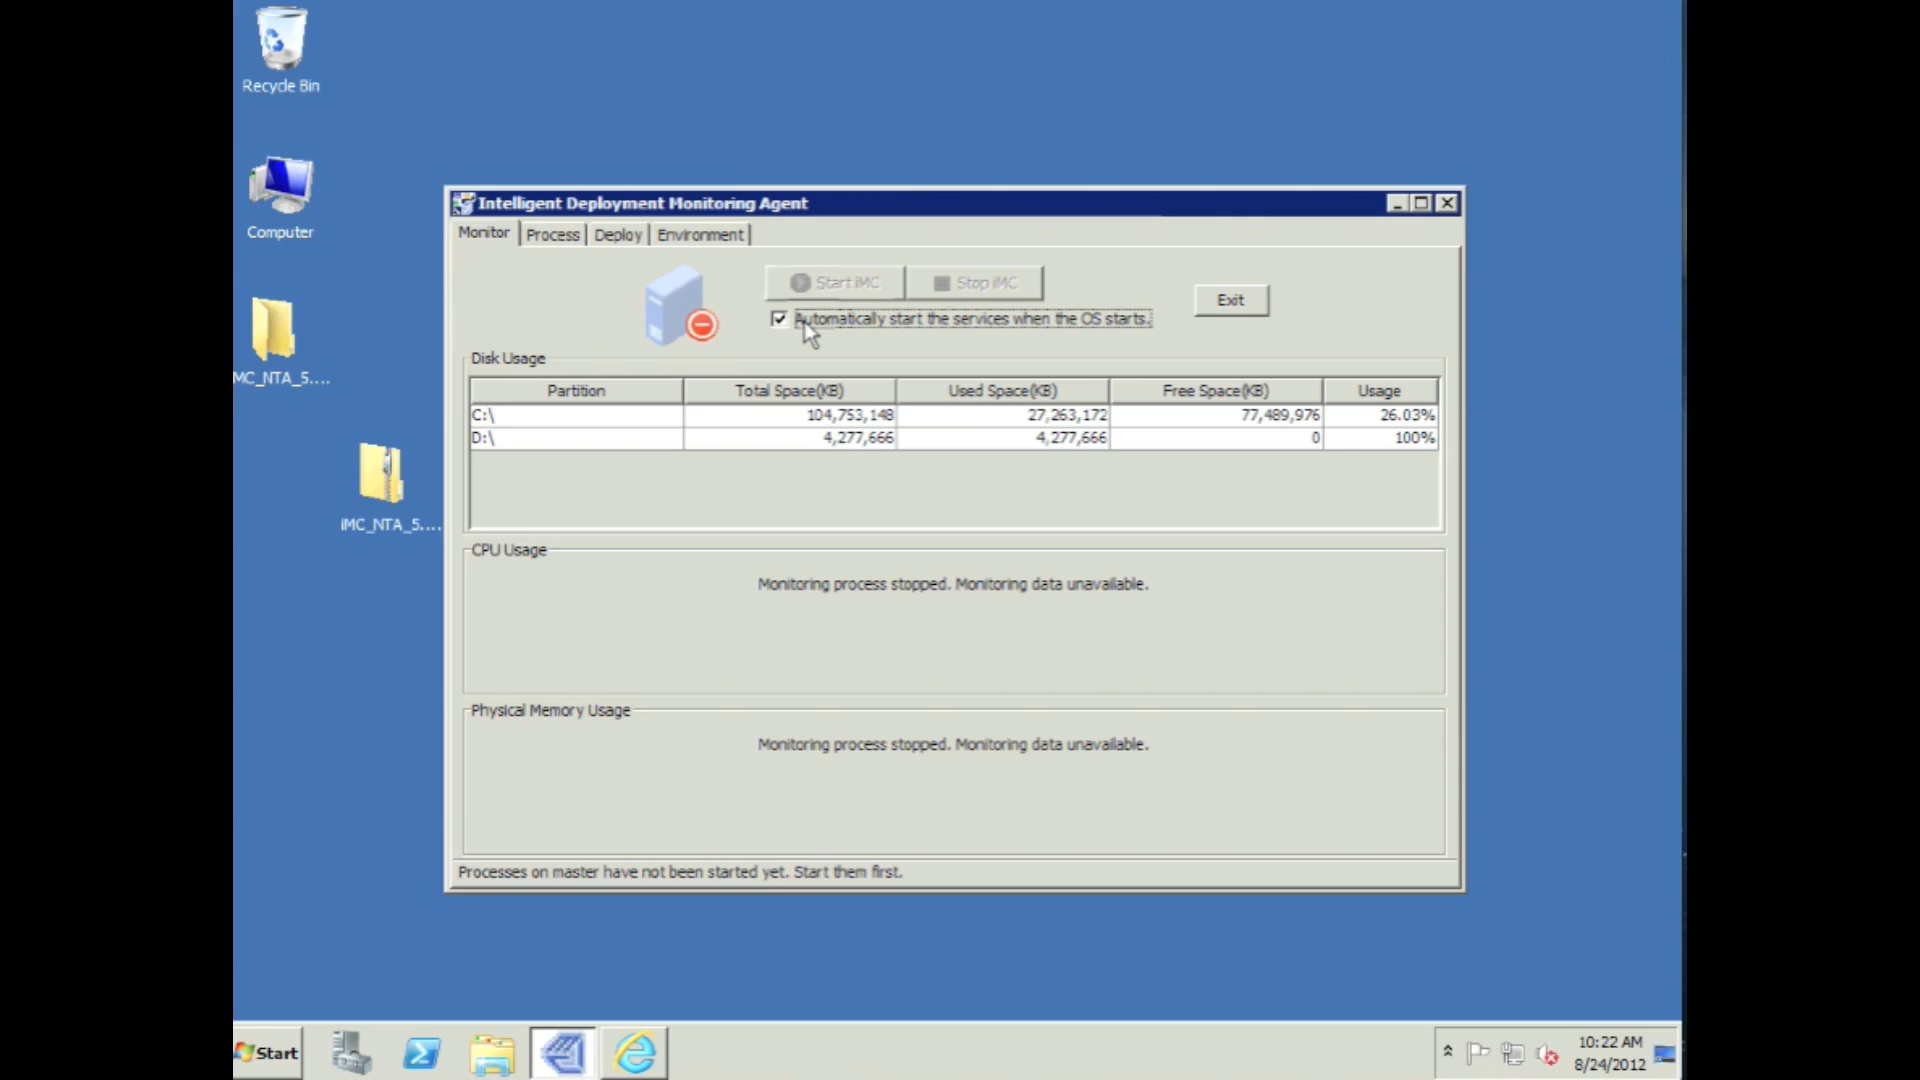 Recycle Bin
Computer
MC_NTA_5....
iMC_NTA_5....
Intelligent Deployment Monitoring Agent
Monitor Process Deploy Environment
Start iMC Stop iMC Exit
Automatically start the services when the OS starts.
Disk Usage
Partition Total Space(KB) Used Space(KB) Free Space(KB) Usage
C:\ 104,753,148 27,263,172 77,489,976 26.03%
D:\ 4,277,666 4,277,666 0 100%
CPU Usage
Monitoring process stopped. Monitoring data unavailable.
Physical Memory Usage
Monitoring process stopped. Monitoring data unavailable.
Processes on master have not been started yet. Start them first.
Start
10:22 AM
8/24/2012